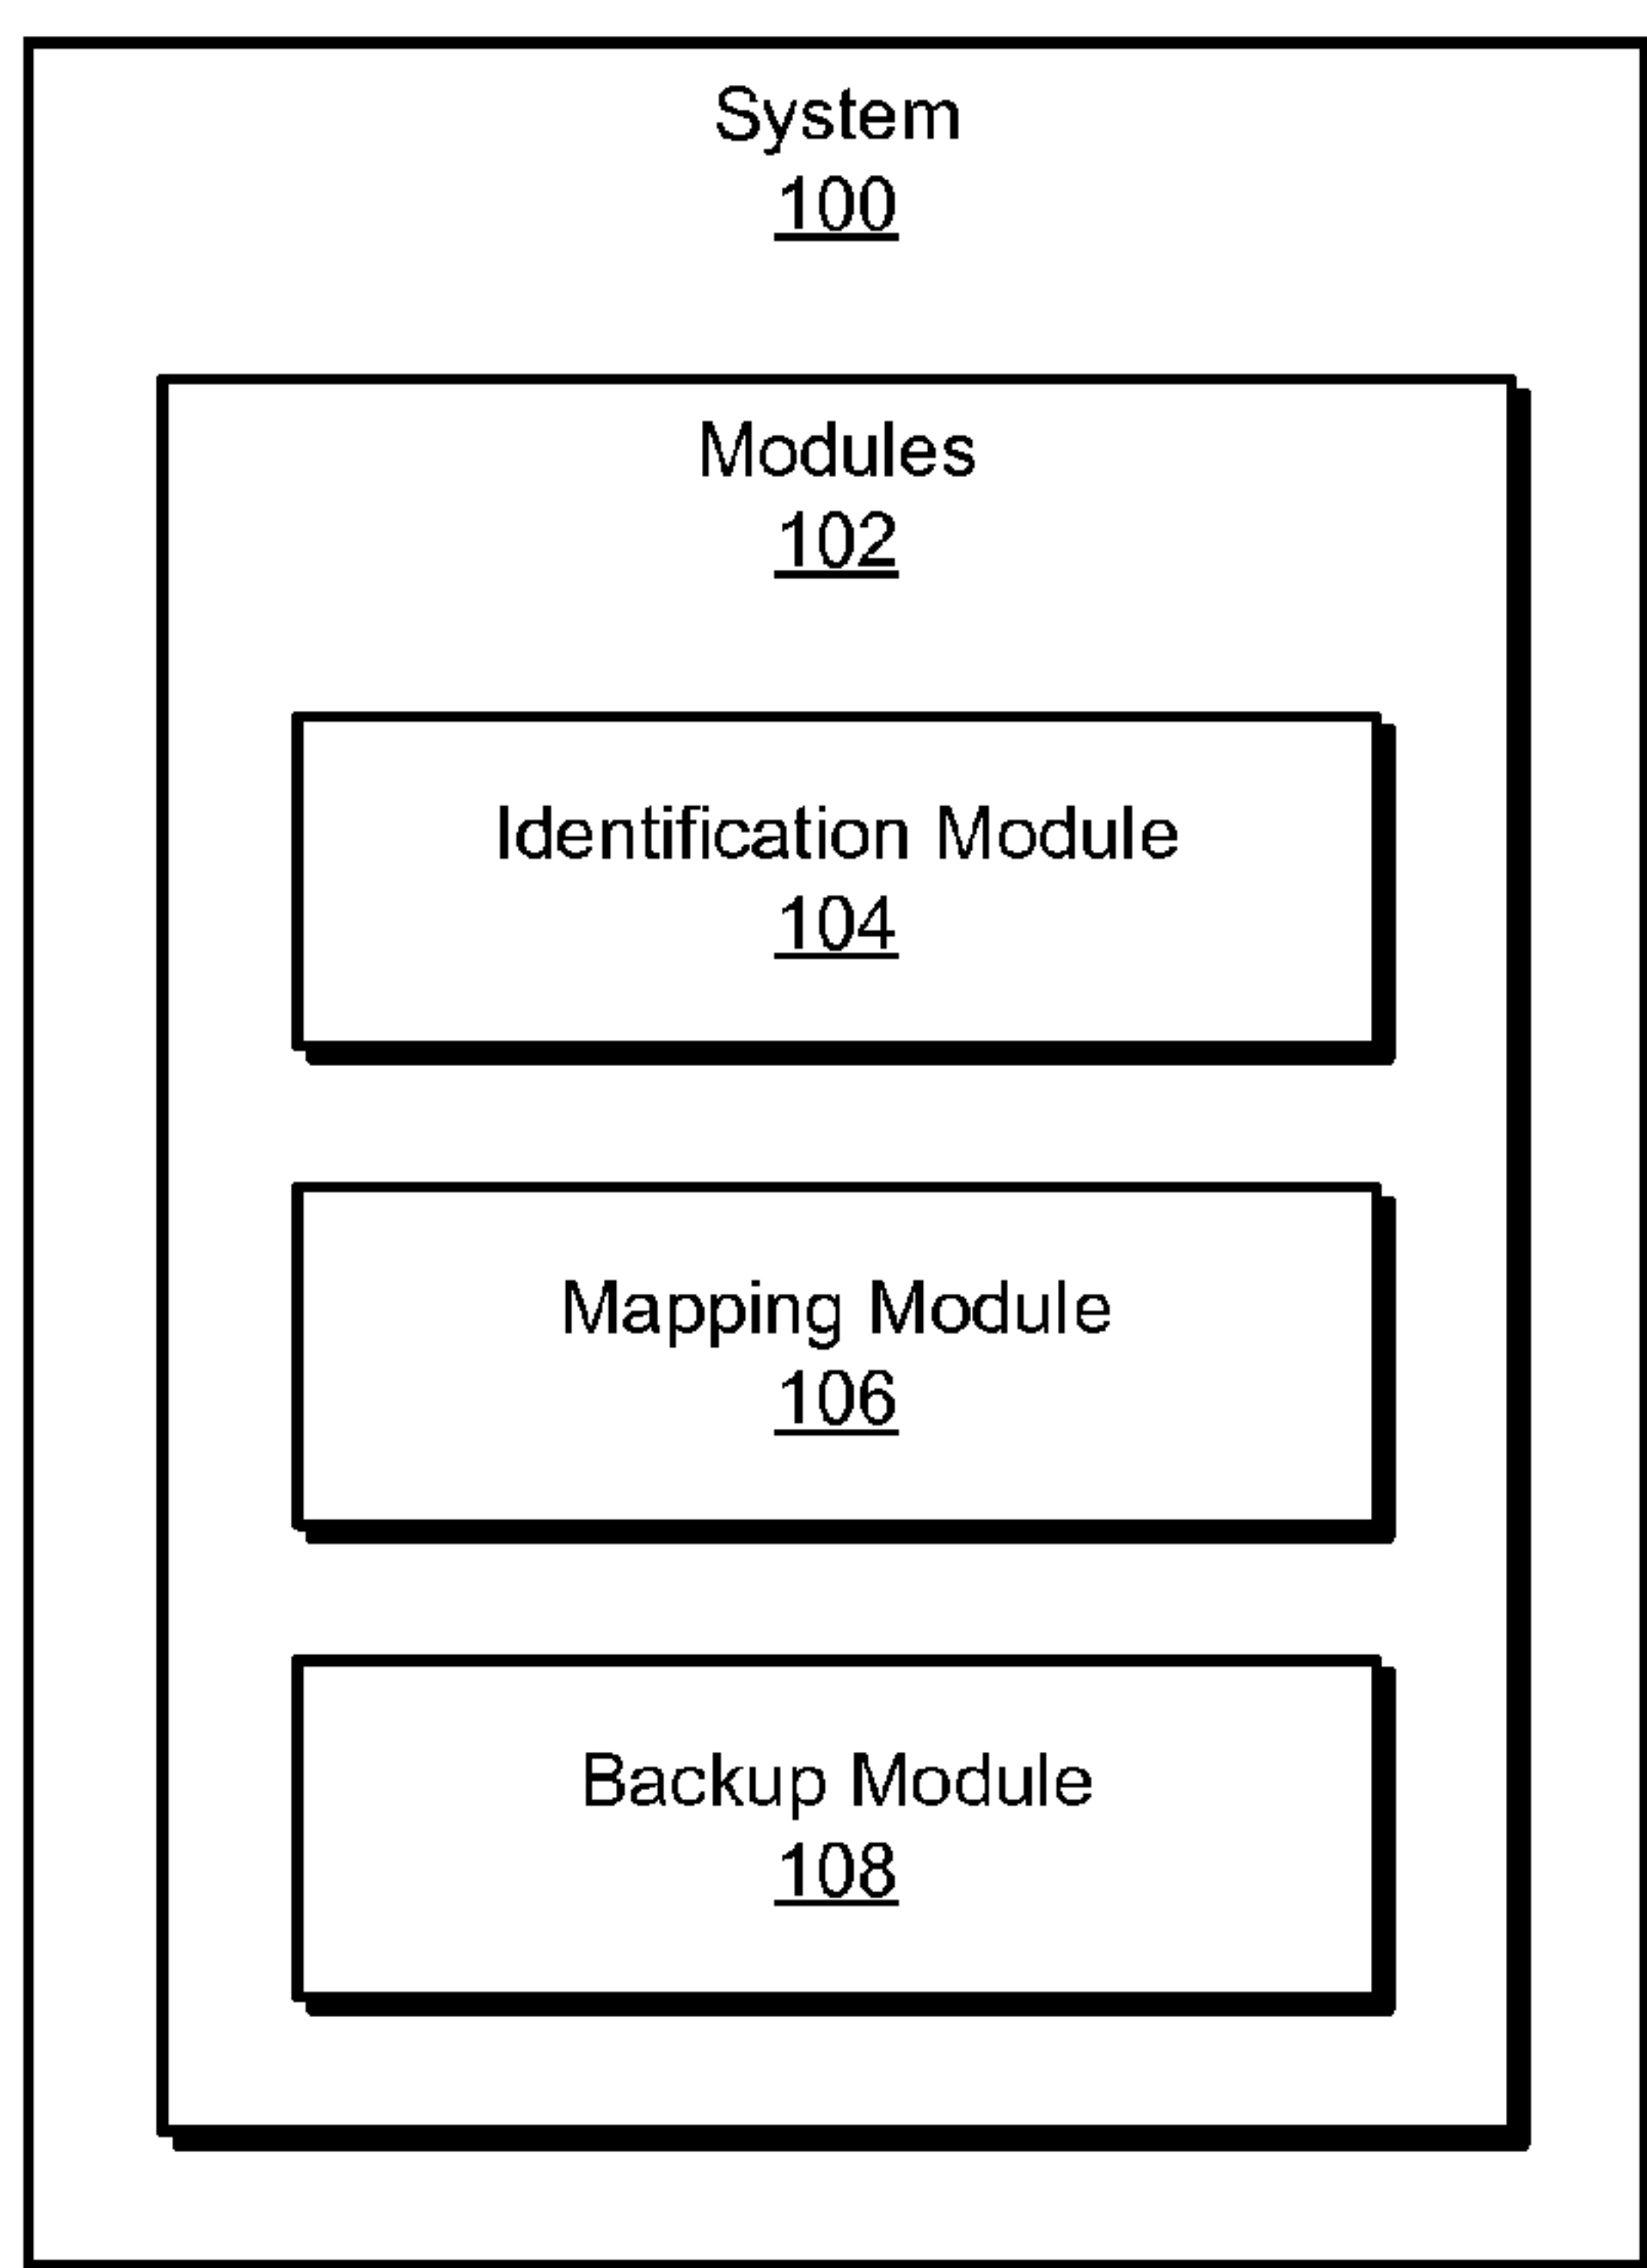 System
100
Modules
102
Identification Module
104
Mapping Module
106
Backup Module
108